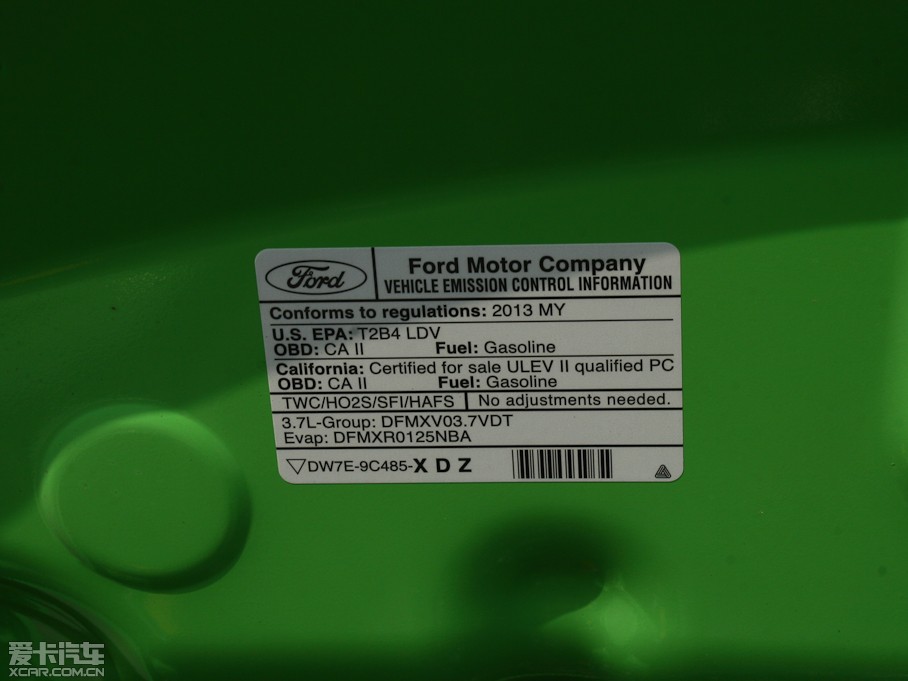 Ford
Ford Motor Company
VEHICLE EMISSION CONTROL INFORMATION
Conforms to regulations: 2013 MY
U.S. EPA: T2B4 LDV
OBD: CA II Fuel: Gasoline
California: Certified for sale ULEV II qualified PC
OBD: CA II Fuel: Gasoline
TWC/HO2S/SFI/HAFS No adjustments needed.
3.7L-Group: DFMXV03.7VDT
Evap: DFMXR0125NBA
DW7E-9C485-X D Z
爱卡汽车
XCAR.COM.CN